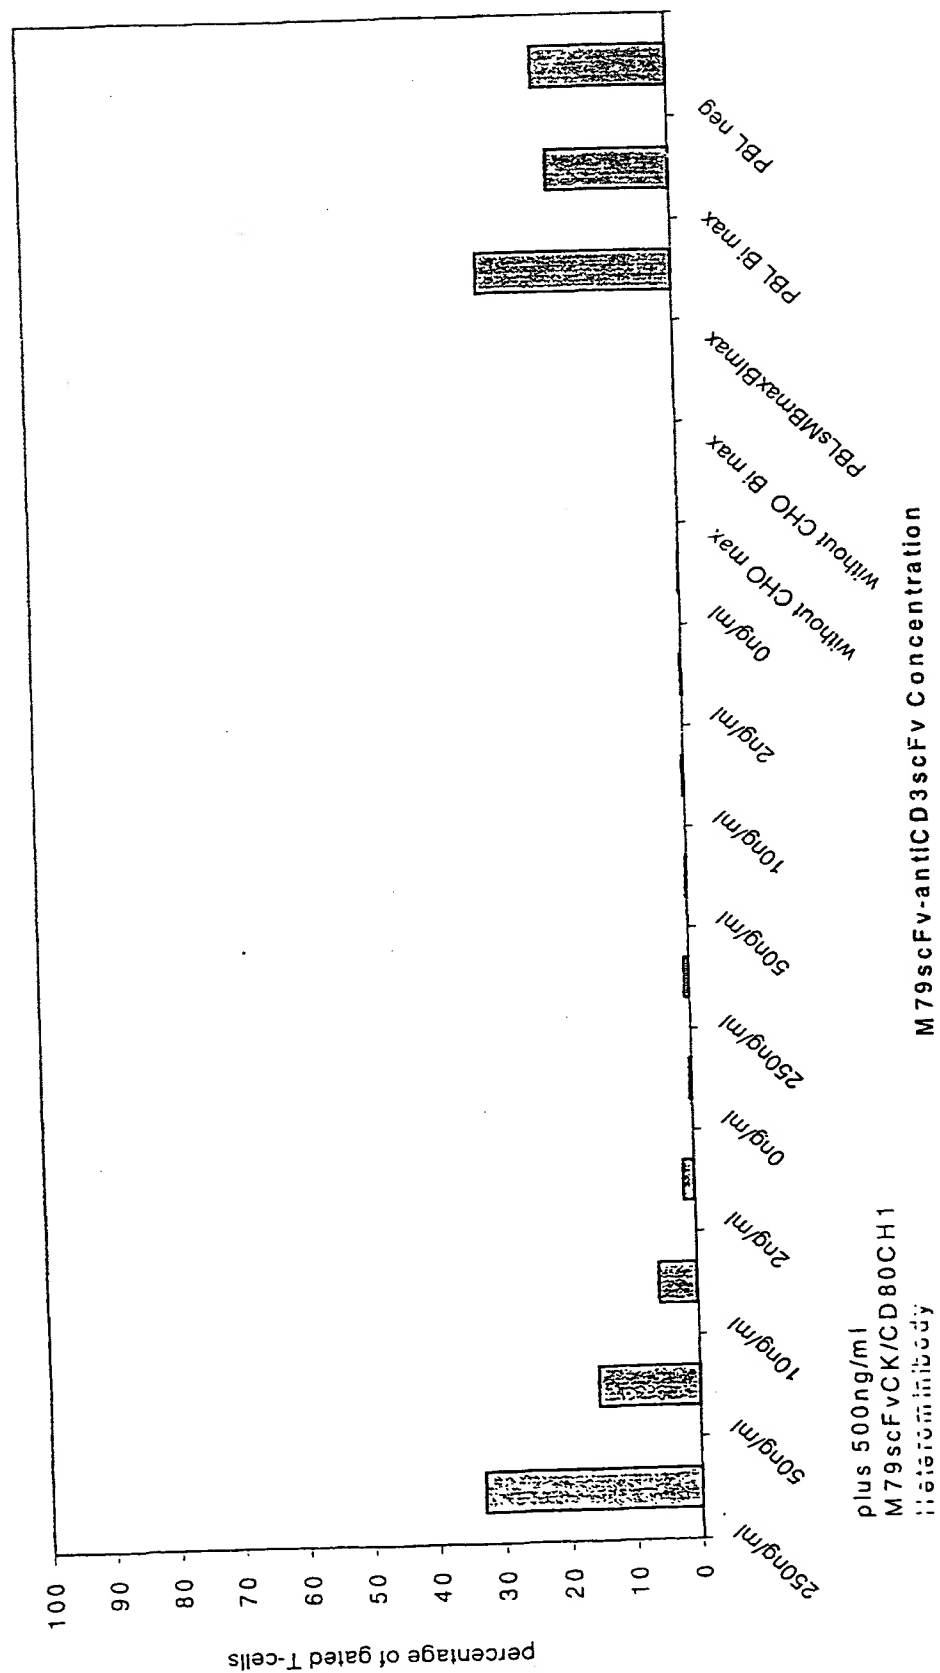 percentage of gated T-cells
100
90
80
70
60
50
40
30
20
10
0
250ng/ml
50ng/ml
10ng/ml
2ng/ml
0ng/ml
250ng/ml
50ng/ml
10ng/ml
2ng/ml
0ng/ml
without CHO max
without CHO Bi max
PBLsMBmaxBImax
PBL Bi max
PBL neg
plus 500ng/ml
M79scFvCK/CD80CH1
Heterominibody
M79scFv-antiCD3scFv Concentration